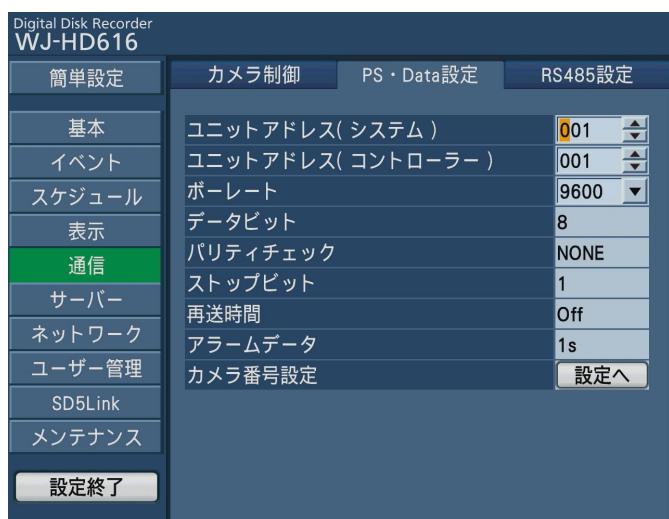 Digital Disk Recorder
WJ-HD616
簡単設定
基本
イベント
スケジュール
表示
通信
サーバー
ネットワーク
ユーザー管理
SD5Link
メンテナンス
設定終了
カメラ制御 PS・Data設定 RS485設定
ユニットアドレス( システム ) 001
ユニットアドレス( コントローラー ) 001
ボーレート 9600
データビット 8
パリティチェック NONE
ストップビット 1
再送時間 Off
アラームデータ 1s
カメラ番号設定 設定へ